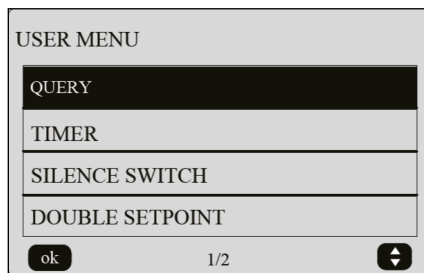 USER MENU
QUERY
TIMER
SILENCE SWITCH
DOUBLE SETPOINT
ok 1/2